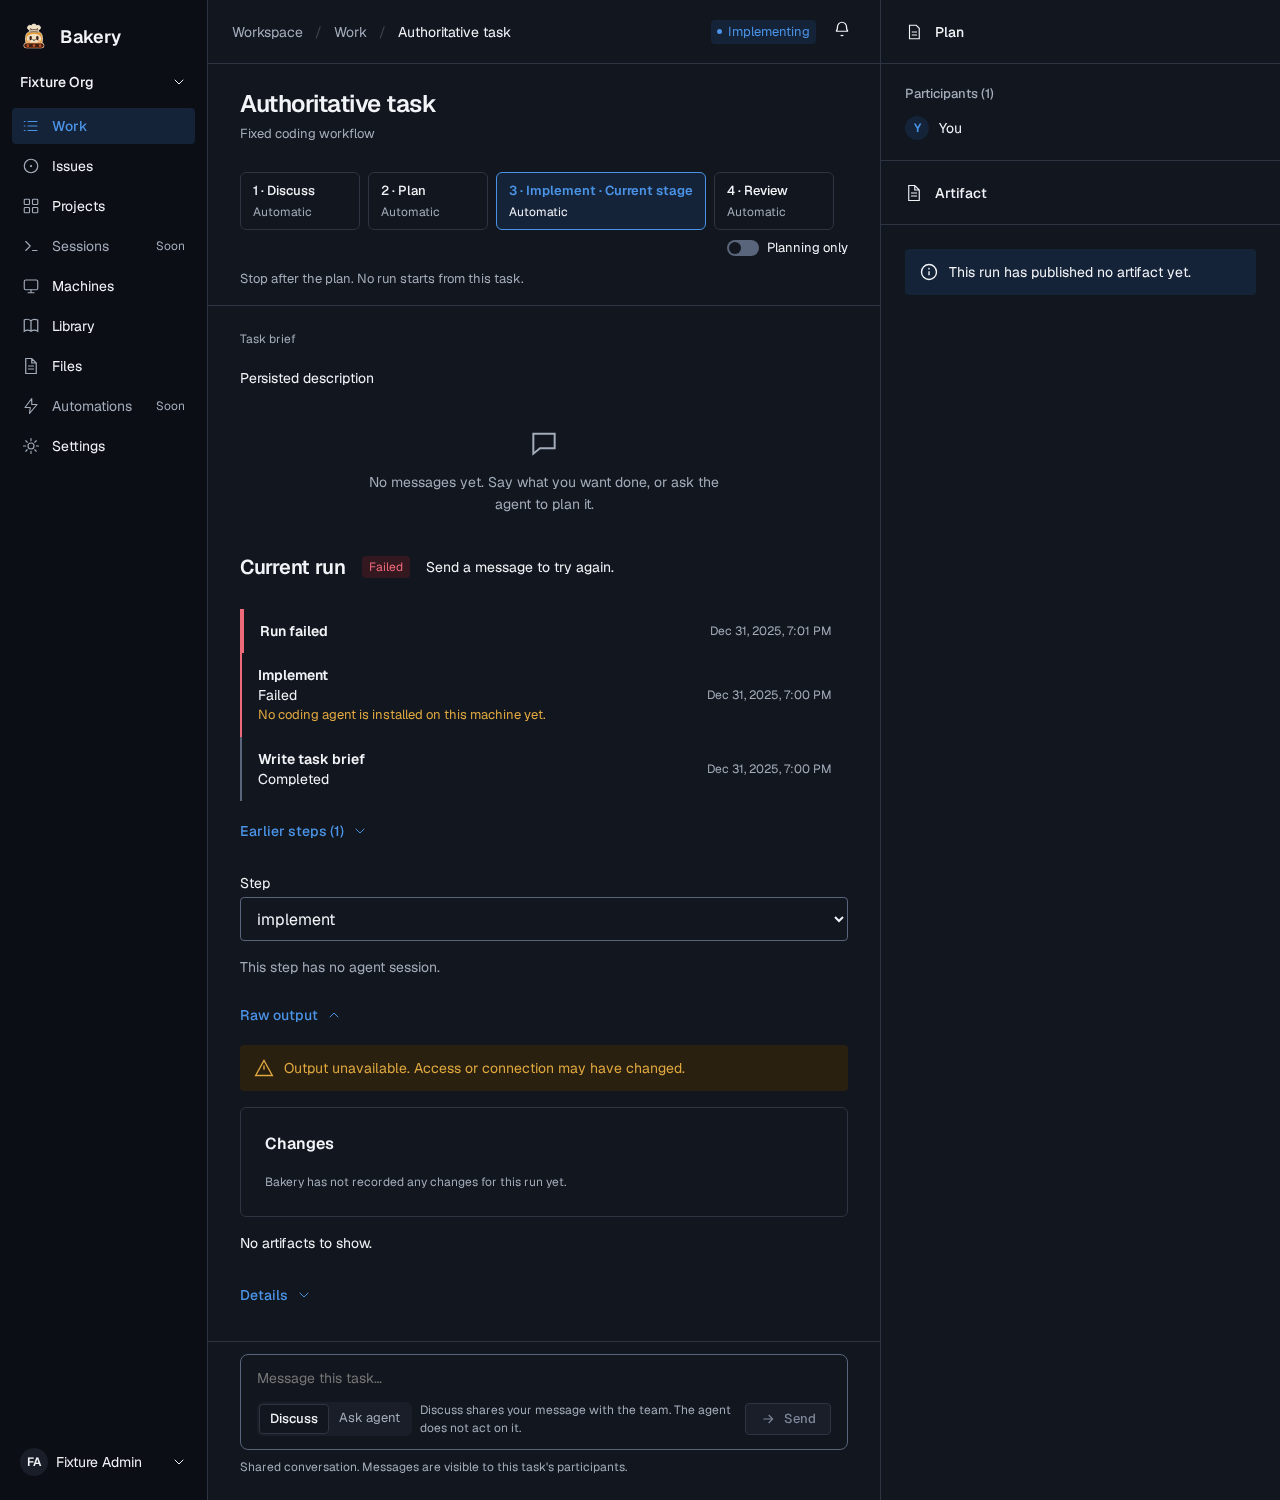 Bakery
Fixture Org
Work
Issues
Projects
Sessions Soon
Machines
Library
Files
Automations Soon
Settings
FA Fixture Admin
Workspace / Work / Authoritative task
Implementing
Authoritative task
Fixed coding workflow
1 · Discuss
Automatic
2 · Plan
Automatic
3 · Implement · Current stage
Automatic
4 · Review
Automatic
Planning only
Stop after the plan. No run starts from this task.
Task brief
Persisted description
No messages yet. Say what you want done, or ask the
agent to plan it.
Current run Failed Send a message to try again.
Run failed Dec 31, 2025, 7:01 PM
Implement
Failed Dec 31, 2025, 7:00 PM
No coding agent is installed on this machine yet.
Write task brief
Completed Dec 31, 2025, 7:00 PM
Earlier steps (1)
Step
implement
This step has no agent session.
Raw output
Output unavailable. Access or connection may have changed.
Changes
Bakery has not recorded any changes for this run yet.
No artifacts to show.
Details
Message this task…
Discuss Ask agent
Discuss shares your message with the team. The agent
does not act on it.
Send
Shared conversation. Messages are visible to this task's participants.
Plan
Participants (1)
Y You
Artifact
This run has published no artifact yet.